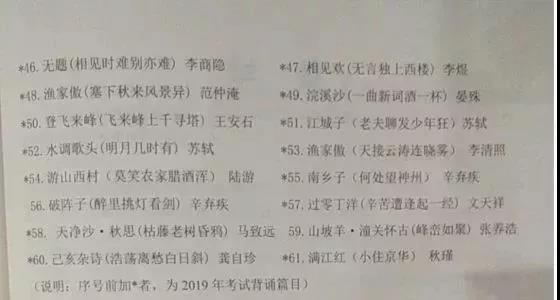 *46. 无题(相见时难别亦难) 李商隐 *47. 相见欢(无言独上西楼) 李煜
*48. 渔家傲(塞下秋来风景异) 范仲淹 *49. 浣溪沙(一曲新词酒一杯) 晏殊
*50. 登飞来峰(飞来峰上千寻塔) 王安石 *51. 江城子(老夫聊发少年狂) 苏轼
*52. 水调歌头(明月几时有) 苏轼 *53. 渔家傲(天接云涛连晓雾) 李清照
*54. 游山西村(莫笑农家腊酒浑) 陆游 *55. 南乡子(何处望神州) 辛弃疾
56. 破阵子(醉里挑灯看剑) 辛弃疾 *57. 过零丁洋(辛苦遭逢起一经) 文天祥
*58. 天净沙·秋思(枯藤老树昏鸦) 马致远 59. 山坡羊·潼关怀古(峰峦如聚) 张养浩
*60. 己亥杂诗(浩荡离愁白日斜) 龚自珍 *61. 满江红(小住京华) 秋瑾
(说明：序号前加*者，为2019年考试背诵篇目)